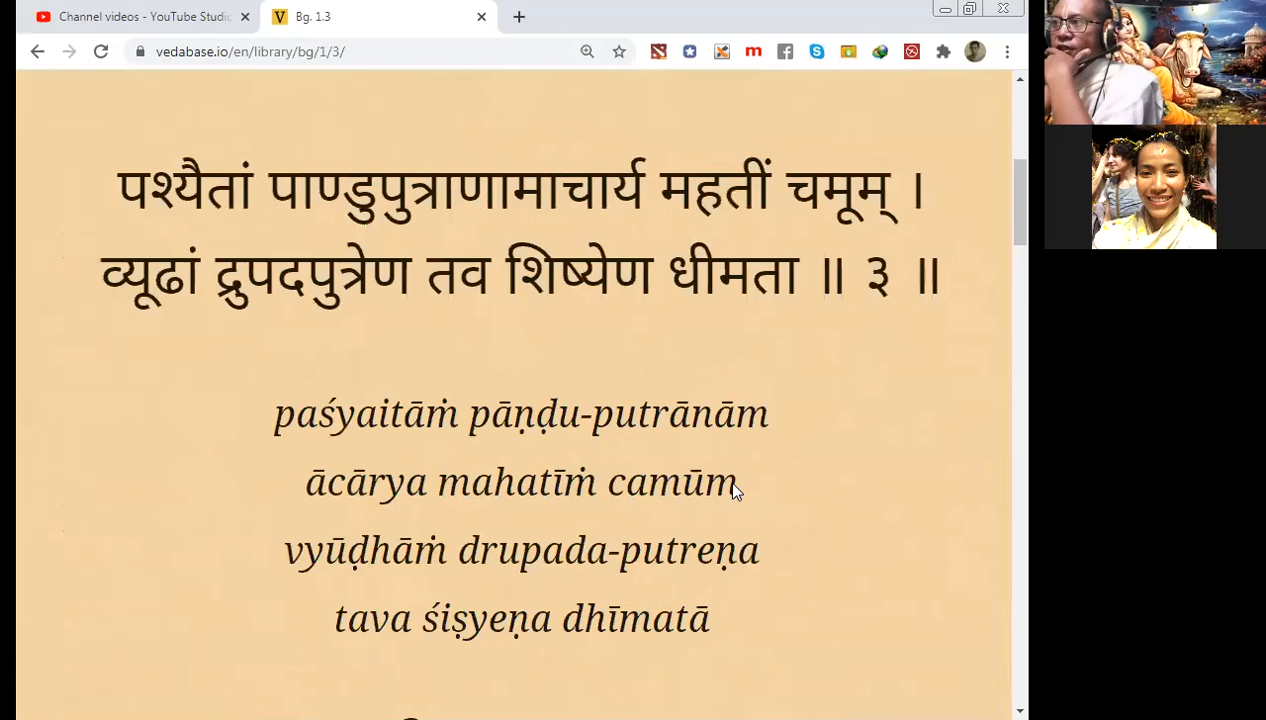 Channel videos - YouTube Studio
Bg. 1.3
vedabase.io/en/library/bg/1/3/
पश्यैतां पाण्डुपुत्राणामाचार्य महतीं चमूम् ।
व्यूढां द्रुपदपुत्रेण तव शिष्येण धीमता ॥ ३ ॥
paśyaitāṁ pāṇḍu-putrānām
ācārya mahatīṁ camūm
vyūḍhāṁ drupada-putreṇa
tava śiṣyeṇa dhīmatā